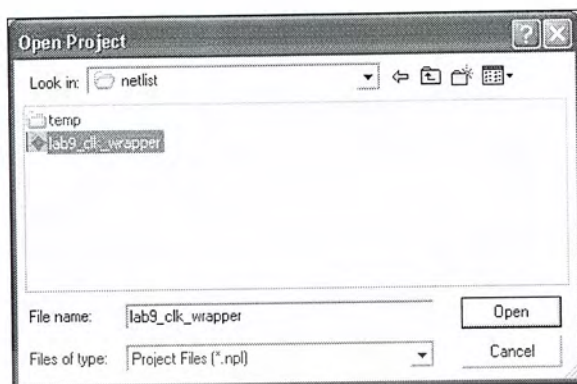 Open Project
Look in: netlist
temp
lab9_clk_wrapper
File name: lab9_clk_wrapper Open
Files of type: Project Files (*.npl) Cancel